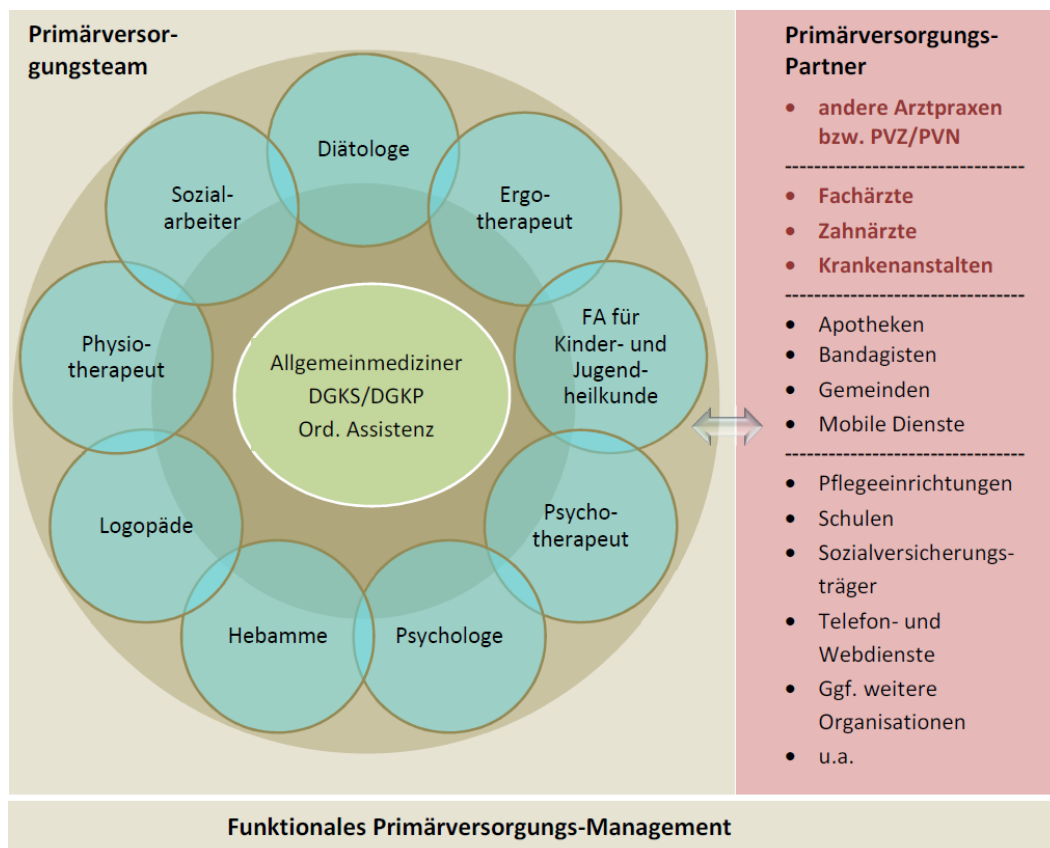 Primärversor-
gungsteam
Diätologe
Sozial-
arbeiter
Ergo-
therapeut
Physio-
therapeut
FA für
Kinder- und
Jugend-
heilkunde
Allgemeinmediziner
DGKS/DGKP
Ord. Assistenz
Logopäde
Psycho-
therapeut
Hebamme
Psychologe
Primärversorgungs-
Partner
• andere Arztpraxen
bzw. PVZ/PVN
---------------------------------
• Fachärzte
• Zahnärzte
• Krankenanstalten
---------------------------------
• Apotheken
• Bandagisten
• Gemeinden
• Mobile Dienste
---------------------------------
• Pflegeeinrichtungen
• Schulen
• Sozialversicherungs-
träger
• Telefon- und
Webdienste
• Ggf. weitere
Organisationen
• u.a.
Funktionales Primärversorgungs-Management